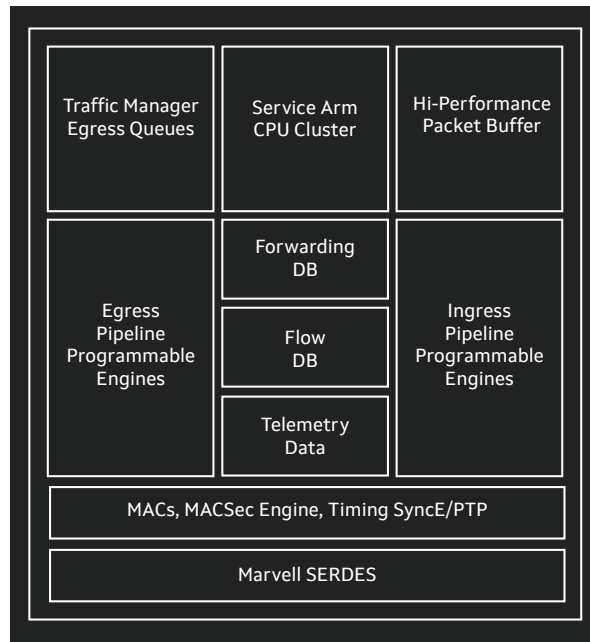 Traffic Manager
Egress Queues
Service Arm
CPU Cluster
Hi-Performance
Packet Buffer
Egress
Pipeline
Programmable
Engines
Forwarding
DB
Flow
DB
Telemetry
Data
Ingress
Pipeline
Programmable
Engines
MACs, MACSec Engine, Timing SyncE/PTP
Marvell SERDES